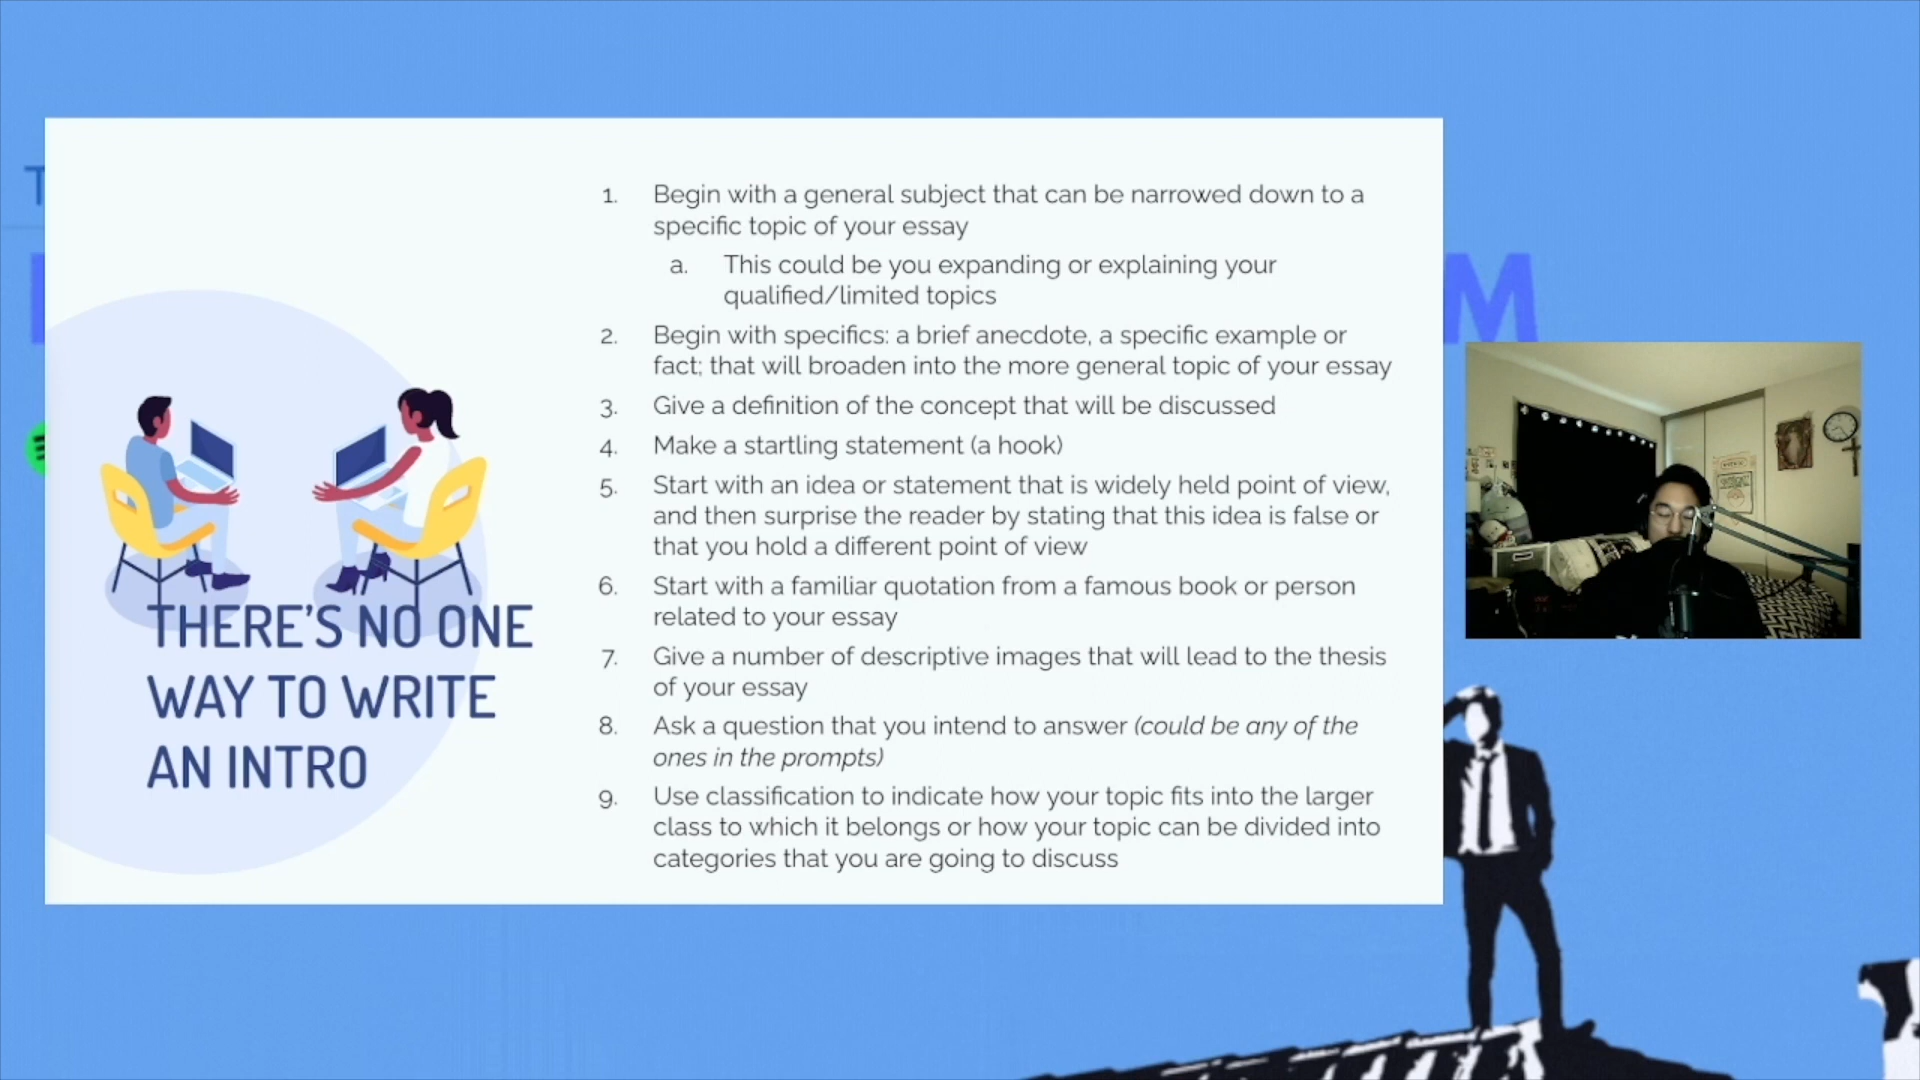 T
M
1. Begin with a general subject that can be narrowed down to a
specific topic of your essay
a. This could be you expanding or explaining your
qualified/limited topics
2. Begin with specifics: a brief anecdote, a specific example or
fact; that will broaden into the more general topic of your essay
3. Give a definition of the concept that will be discussed
4. Make a startling statement (a hook)
5. Start with an idea or statement that is widely held point of view,
and then surprise the reader by stating that this idea is false or
that you hold a different point of view
6. Start with a familiar quotation from a famous book or person
related to your essay
7. Give a number of descriptive images that will lead to the thesis
of your essay
8. Ask a question that you intend to answer (could be any of the
ones in the prompts)
9. Use classification to indicate how your topic fits into the larger
class to which it belongs or how your topic can be divided into
categories that you are going to discuss
THERE'S NO ONE
WAY TO WRITE
AN INTRO